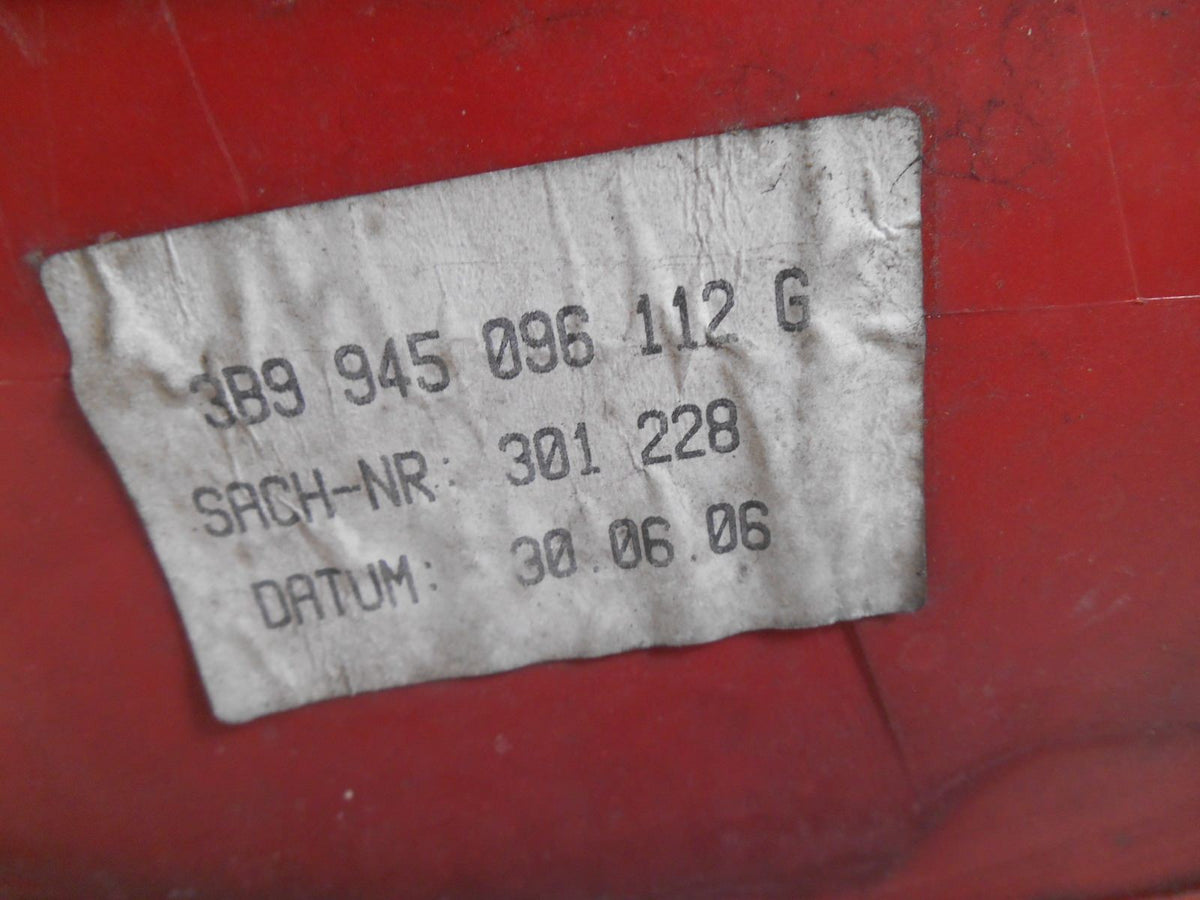 3B9 945 096 112 G
SACH-NR: 301 228
DATUM: 30.06.06